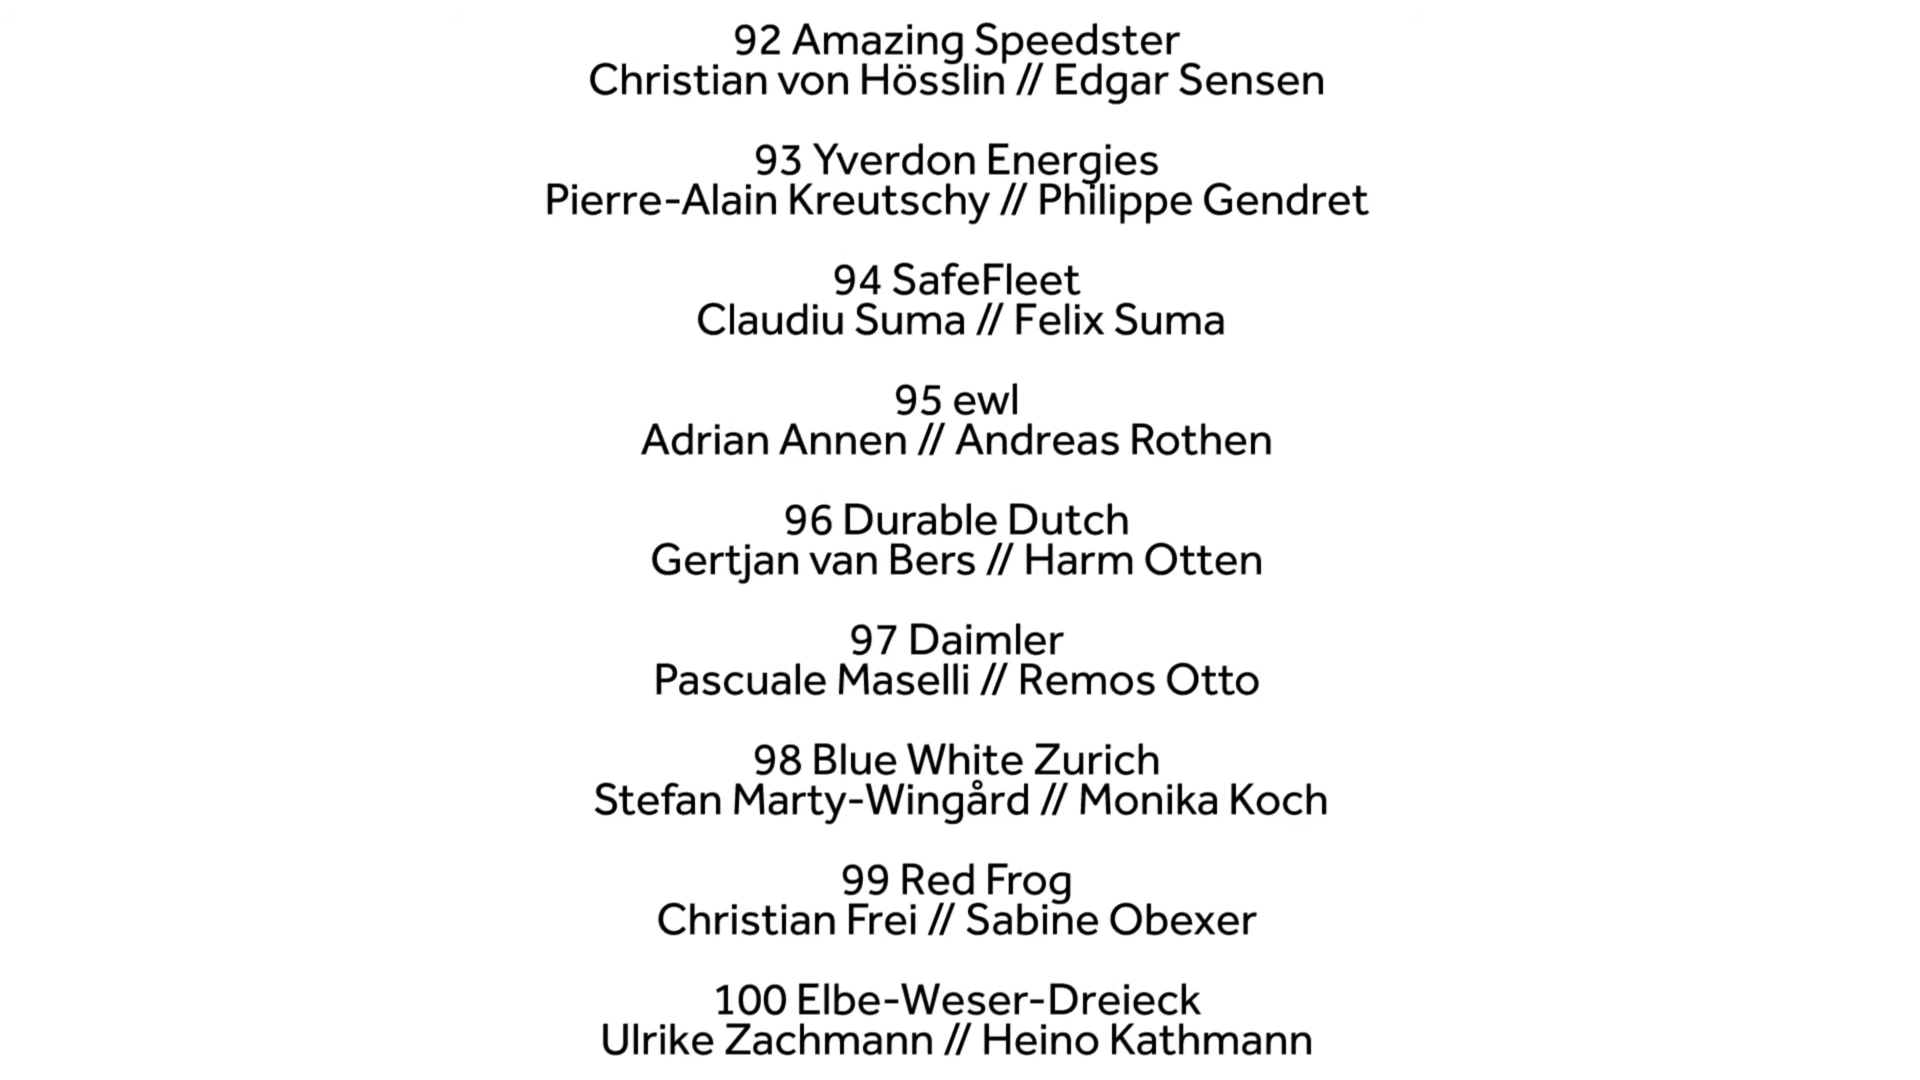 92 Amazing Speedster
Christian von Hösslin // Edgar Sensen
93 Yverdon Energies
Pierre-Alain Kreutschy // Philippe Gendret
94 SafeFleet
Claudiu Suma // Felix Suma
95 ewl
Adrian Annen // Andreas Rothen
96 Durable Dutch
Gertjan van Bers // Harm Otten
97 Daimler
Pascuale Maselli // Remos Otto
98 Blue White Zurich
Stefan Marty-Wingård // Monika Koch
99 Red Frog
Christian Frei // Sabine Obexer
100 Elbe-Weser-Dreieck
Ulrike Zachmann // Heino Kathmann